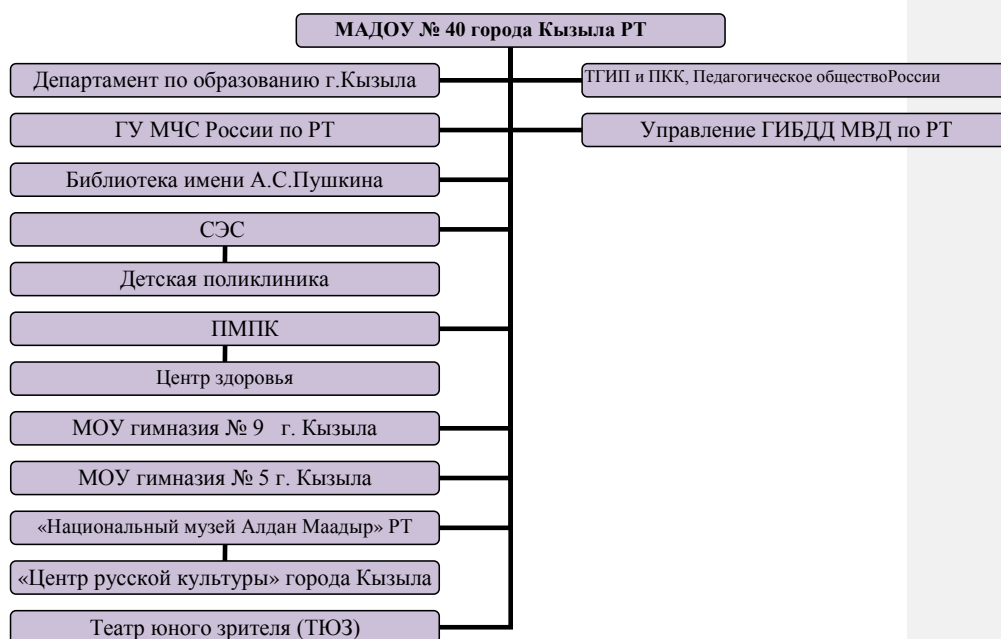 МАДОУ № 40 города Кызыла РТ
Департамент по образованию г.Кызыла
ТГИП и ПКК, Педагогическое обществоРоссии
ГУ МЧС России по РТ
Управление ГИБДД МВД по РТ
Библиотека имени А.С.Пушкина
СЭС
Детская поликлиника
ПМПК
Центр здоровья
МОУ гимназия № 9 г. Кызыла
МОУ гимназия № 5 г. Кызыла
«Национальный музей Алдан Маадыр» РТ
«Центр русской культуры» города Кызыла
Театр юного зрителя (ТЮЗ)